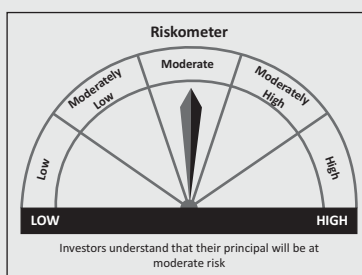 Riskometer
Moderate
Moderately
Low
Moderately
High
Low
High
LOW
HIGH
Investors understand that their principal will be at
moderate risk